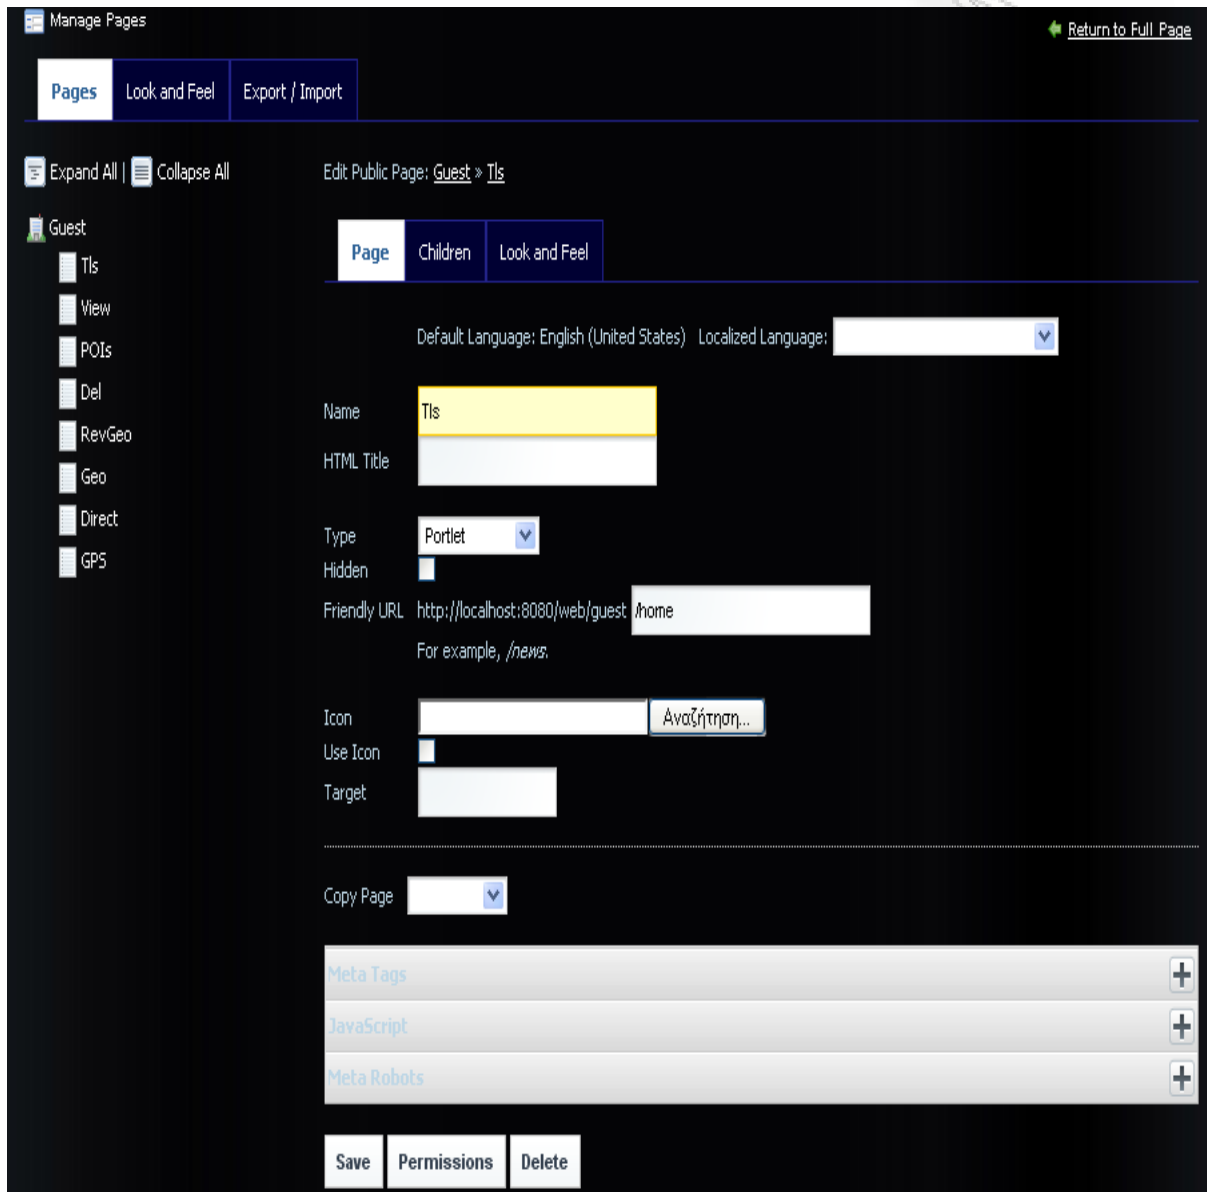 Manage Pages
Return to Full Page
Pages Look and Feel Export / Import
Expand All | Collapse All
Edit Public Page: Guest » Tls
Guest
Tls
View
POIs
Del
RevGeo
Geo
Direct
GPS
Page Children Look and Feel
Default Language: English (United States) Localized Language:
Name Tls
HTML Title
Type Portlet
Hidden
Friendly URL http://localhost:8080/web/guest /home
For example, /news.
Icon Αναζήτηση...
Use Icon
Target
Copy Page
Meta Tags
JavaScript
Meta Robots
Save Permissions Delete